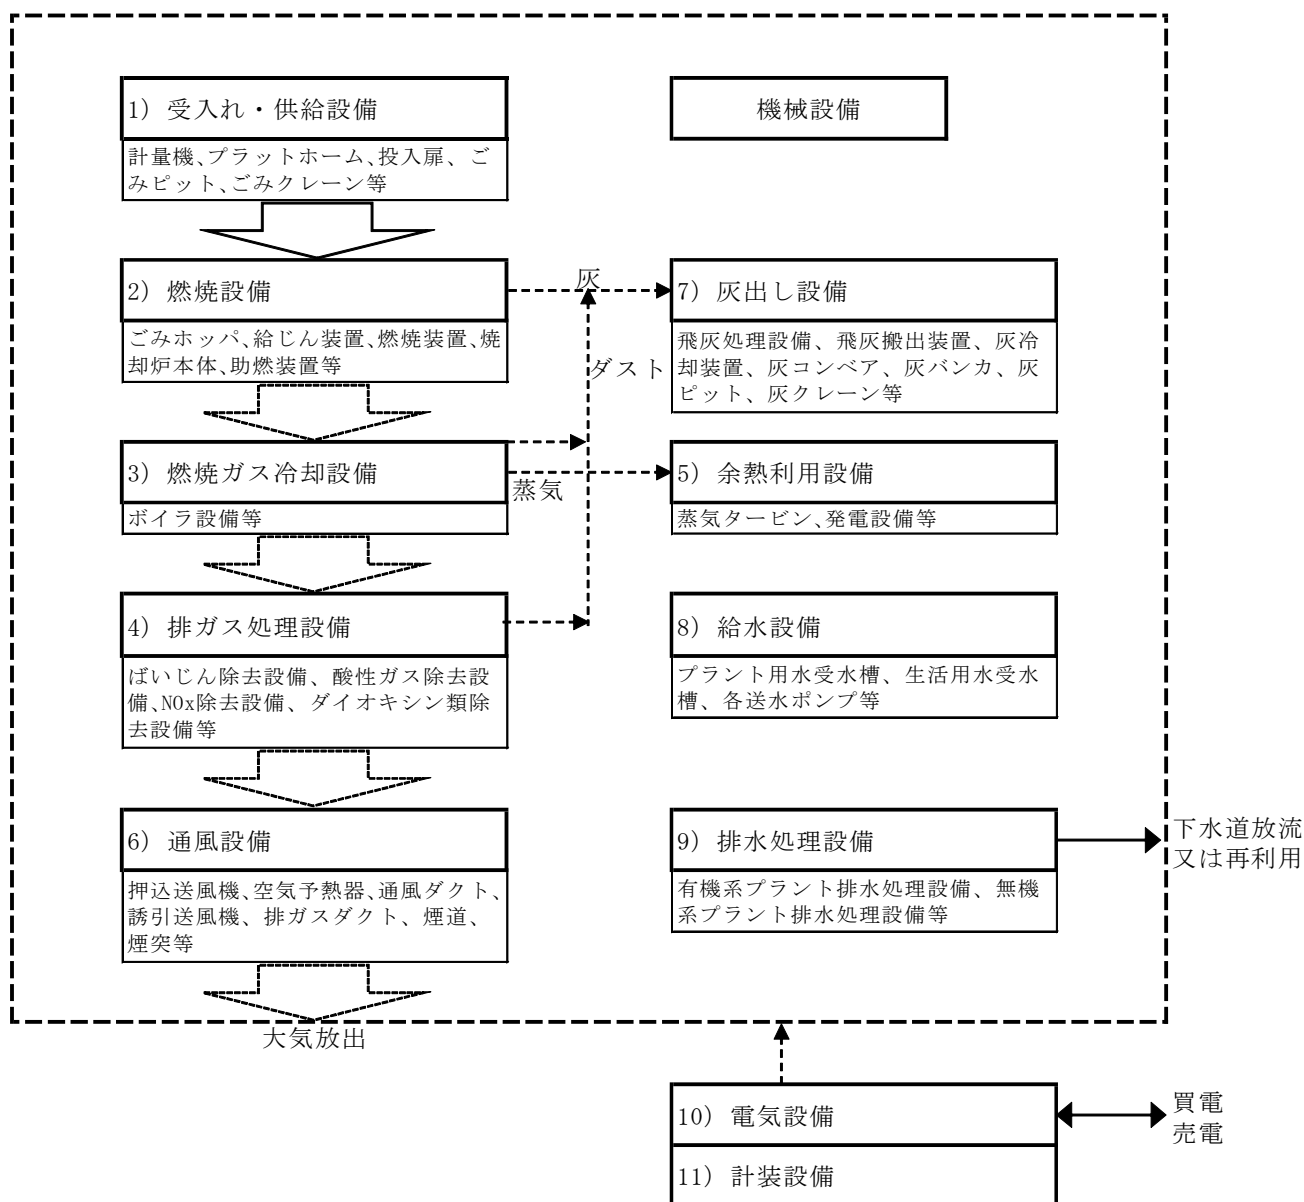 1) 受入れ・供給設備
計量機、プラットホーム、投入扉、ご
みピット、ごみクレーン等
機械設備
2) 燃焼設備
ごみホッパ、給じん装置、燃焼装置、焼
却炉本体、助燃装置等
灰
ダスト
7) 灰出し設備
飛灰処理設備、飛灰搬出装置、灰冷
却装置、灰コンベア、灰バンカ、灰
ピット、灰クレーン等
3) 燃焼ガス冷却設備
ボイラ設備等
蒸気
5) 余熱利用設備
蒸気タービン、発電設備等
4) 排ガス処理設備
ばいじん除去設備、酸性ガス除去設
備、NOx除去設備、ダイオキシン類除
去設備等
8) 給水設備
プラント用水受水槽、生活用水受水
槽、各送水ポンプ等
6) 通風設備
押込送風機、空気予熱器、通風ダクト、
誘引送風機、排ガスダクト、煙道、
煙突等
大気放出
9) 排水処理設備
有機系プラント排水処理設備、無機
系プラント排水処理設備等
下水道放流
又は再利用
10) 電気設備
11) 計装設備
買電
売電